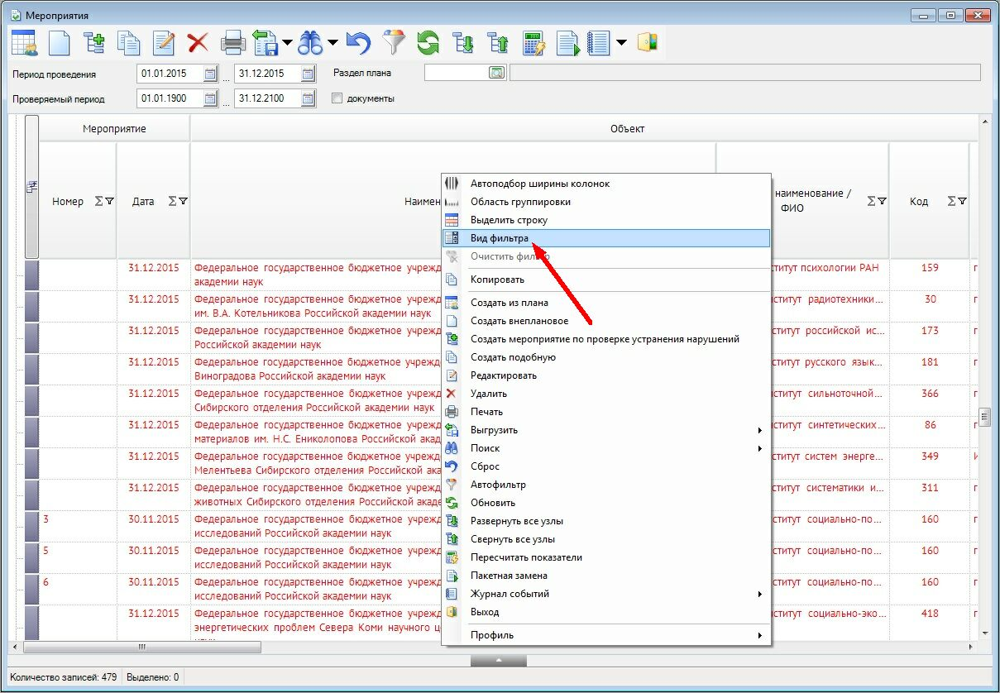 Мероприятия
Период проведения 01.01.2015 ... 31.12.2015 Раздел плана
Проверяемый период 01.01.1900 ... 31.12.2100 документы
Мероприятие Объект
Номер Дата Наимен наименование /
ФИО Код
Автоподбор ширины колонок
Область группировки
Выделить строку
Вид фильтра
Очистить филь
Копировать
Создать из плана
Создать внеплановое
Создать мероприятие по проверке устранения нарушений
Создать подобную
Редактировать
Удалить
Печать
Выгрузить
Поиск
Сброс
Автофильтр
Обновить
Развернуть все узлы
Свернуть все узлы
Пересчитать показатели
Пакетная замена
Журнал событий
Выход
Профиль
31.12.2015 Федеральное государственное бюджетное учрежд ститут психологии РАН 159
академии наук
31.12.2015 Федеральное государственное бюджетное учрежд ститут радиотехники... 30
им. В.А. Котельникова Российской академии наук
31.12.2015 Федеральное государственное бюджетное учрежд ститут российской ис... 173
Российской академии наук
31.12.2015 Федеральное государственное бюджетное учрежд ститут русского язык... 181
Виноградова Российской академии наук
31.12.2015 Федеральное государственное бюджетное учрежд ститут сильноточной... 366
Сибирского отделения Российской академии наук
31.12.2015 Федеральное государственное бюджетное учрежд ститут синтетических... 86
материалов им. Н.С. Ениколопова Российской акад
31.12.2015 Федеральное государственное бюджетное учрежд ститут систем энерге... 349
Мелентьева Сибирского отделения Российской акад
31.12.2015 Федеральное государственное бюджетное учрежд ститут систематики и... 311
животных Сибирского отделения Российской акаде
3 30.11.2015 Федеральное государственное бюджетное учрежд ститут социально-по... 160
исследований Российской академии наук
5 30.11.2015 Федеральное государственное бюджетное учрежд ститут социально-по... 160
исследований Российской академии наук
6 30.11.2015 Федеральное государственное бюджетное учрежд ститут социально-по... 160
исследований Российской академии наук
31.12.2015 Федеральное государственное бюджетное учрежд ститут социально-эко... 418
энергетических проблем Севера Коми научного ц
Количество записей: 479 Выделено: 0